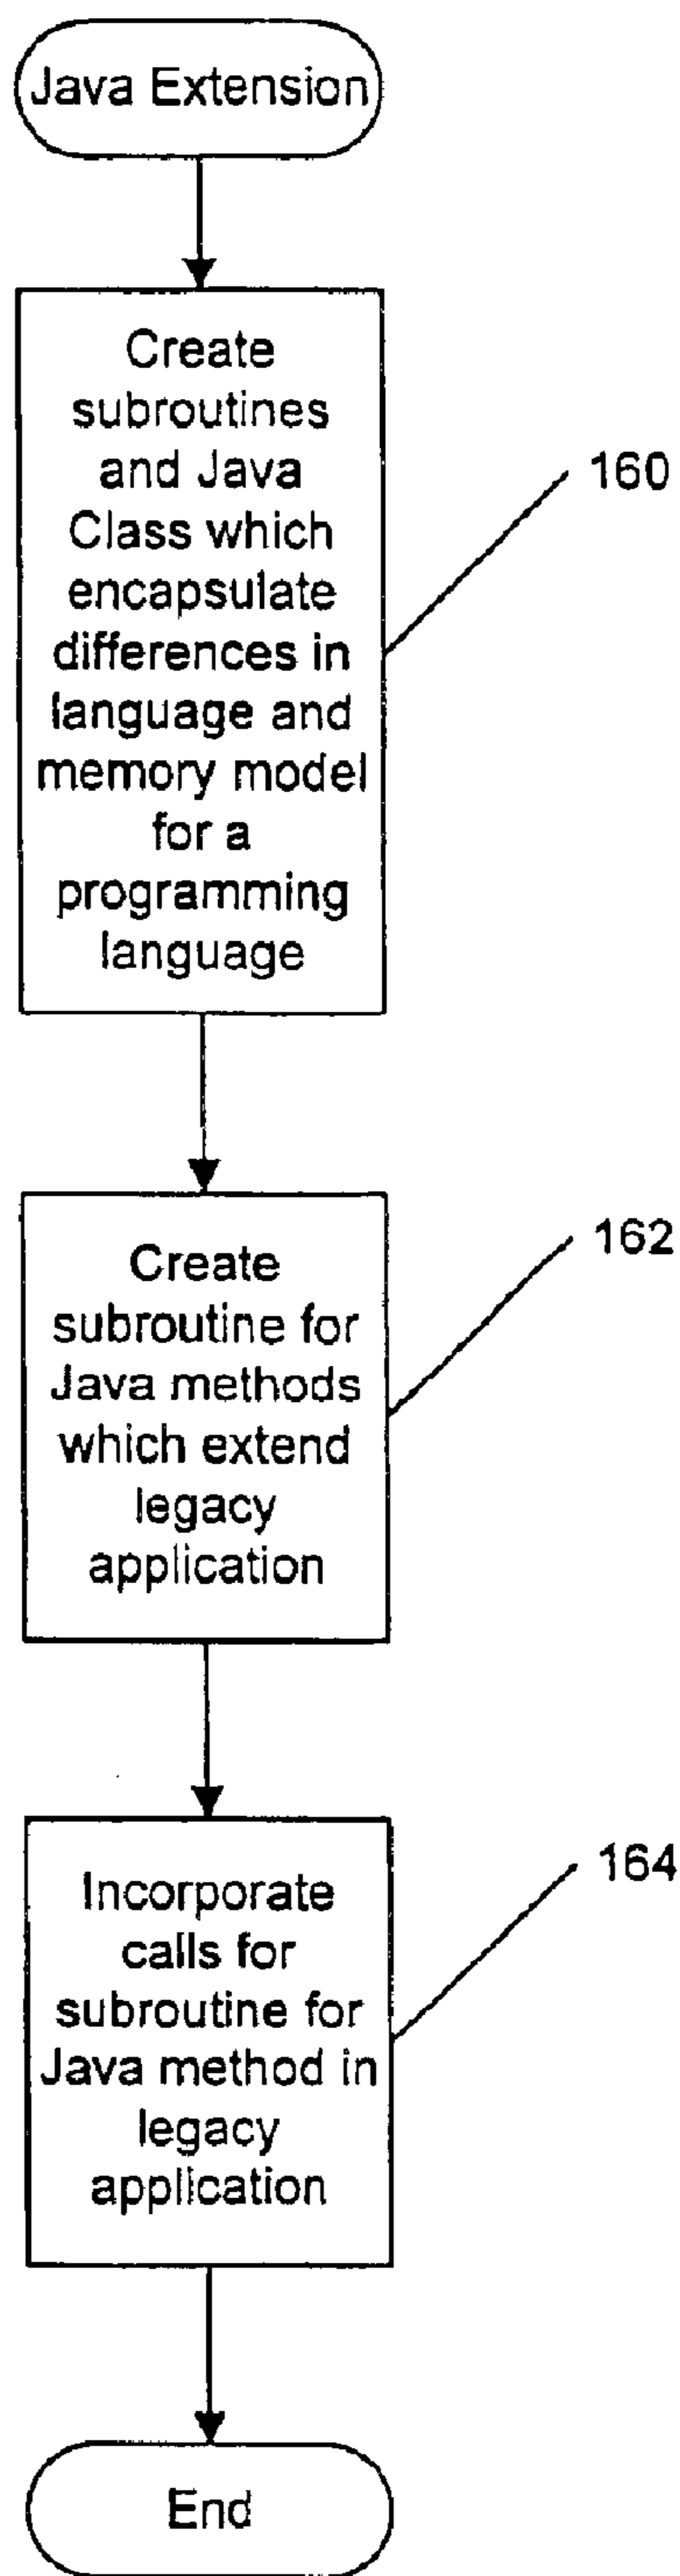 Java Extension
Create
subroutines
and Java
Class which
encapsulate
differences in
language and
memory model
for a
programming
language
160
Create
subroutine for
Java methods
which extend
legacy
application
162
Incorporate
calls for
subroutine for
Java method in
legacy
application
164
End